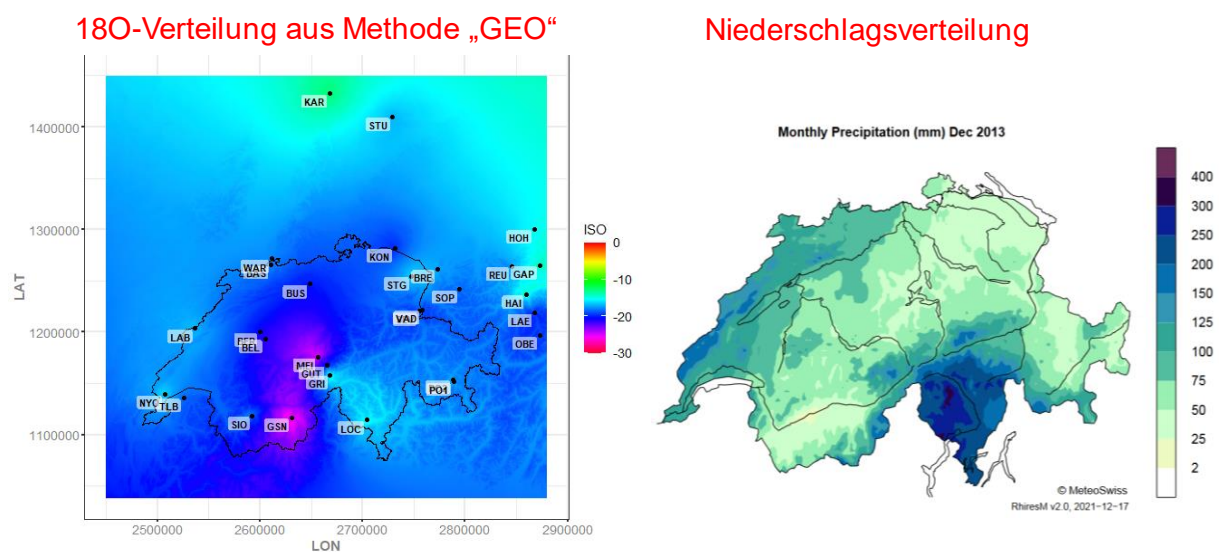 18O-Verteilung aus Methode „GEO“
Niederschlagsverteilung
KAR
STU
1400000
1300000
1200000
1100000
LAT
HOH
KON
WAR
BAS
BRE
REU
GAP
STG
BUS
SOP
HAI
VAD
LAE
LAB
BEL
OBE
MEI
GUT
GRI
PO1
NYO
TLB
SIO
GSN
LOC
2500000
2600000
2700000
2800000
2900000
LON
ISO
0
-10
-20
-30
Monthly Precipitation (mm) Dec 2013
400
300
250
200
150
125
100
75
50
25
2
© MeteoSwiss
RhiresM v2.0, 2021-12-17